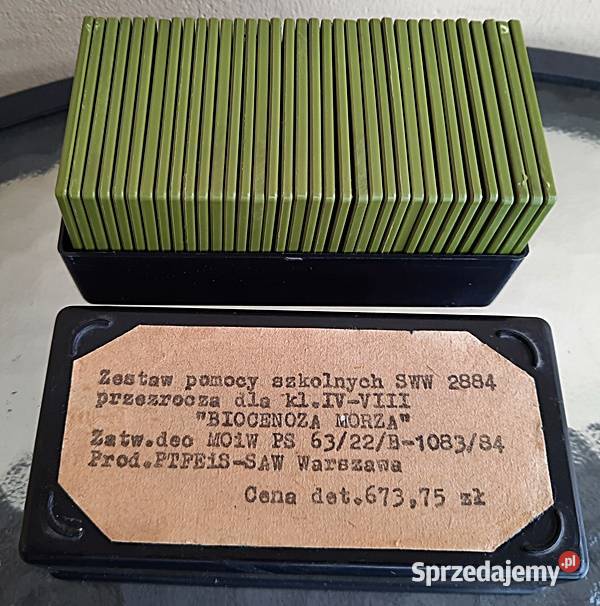 Zestaw pomocy szkolnych SWW 2884
przezrocza dla kl.IV-VIII
"BIOCENOZA MORZA"
Zatw.dec MOiW PS 63/22/B-1083/84
Prod.PTPEiS-SAW Warszawa
Cena det.673,75 zł
Sprzedajemy.pl